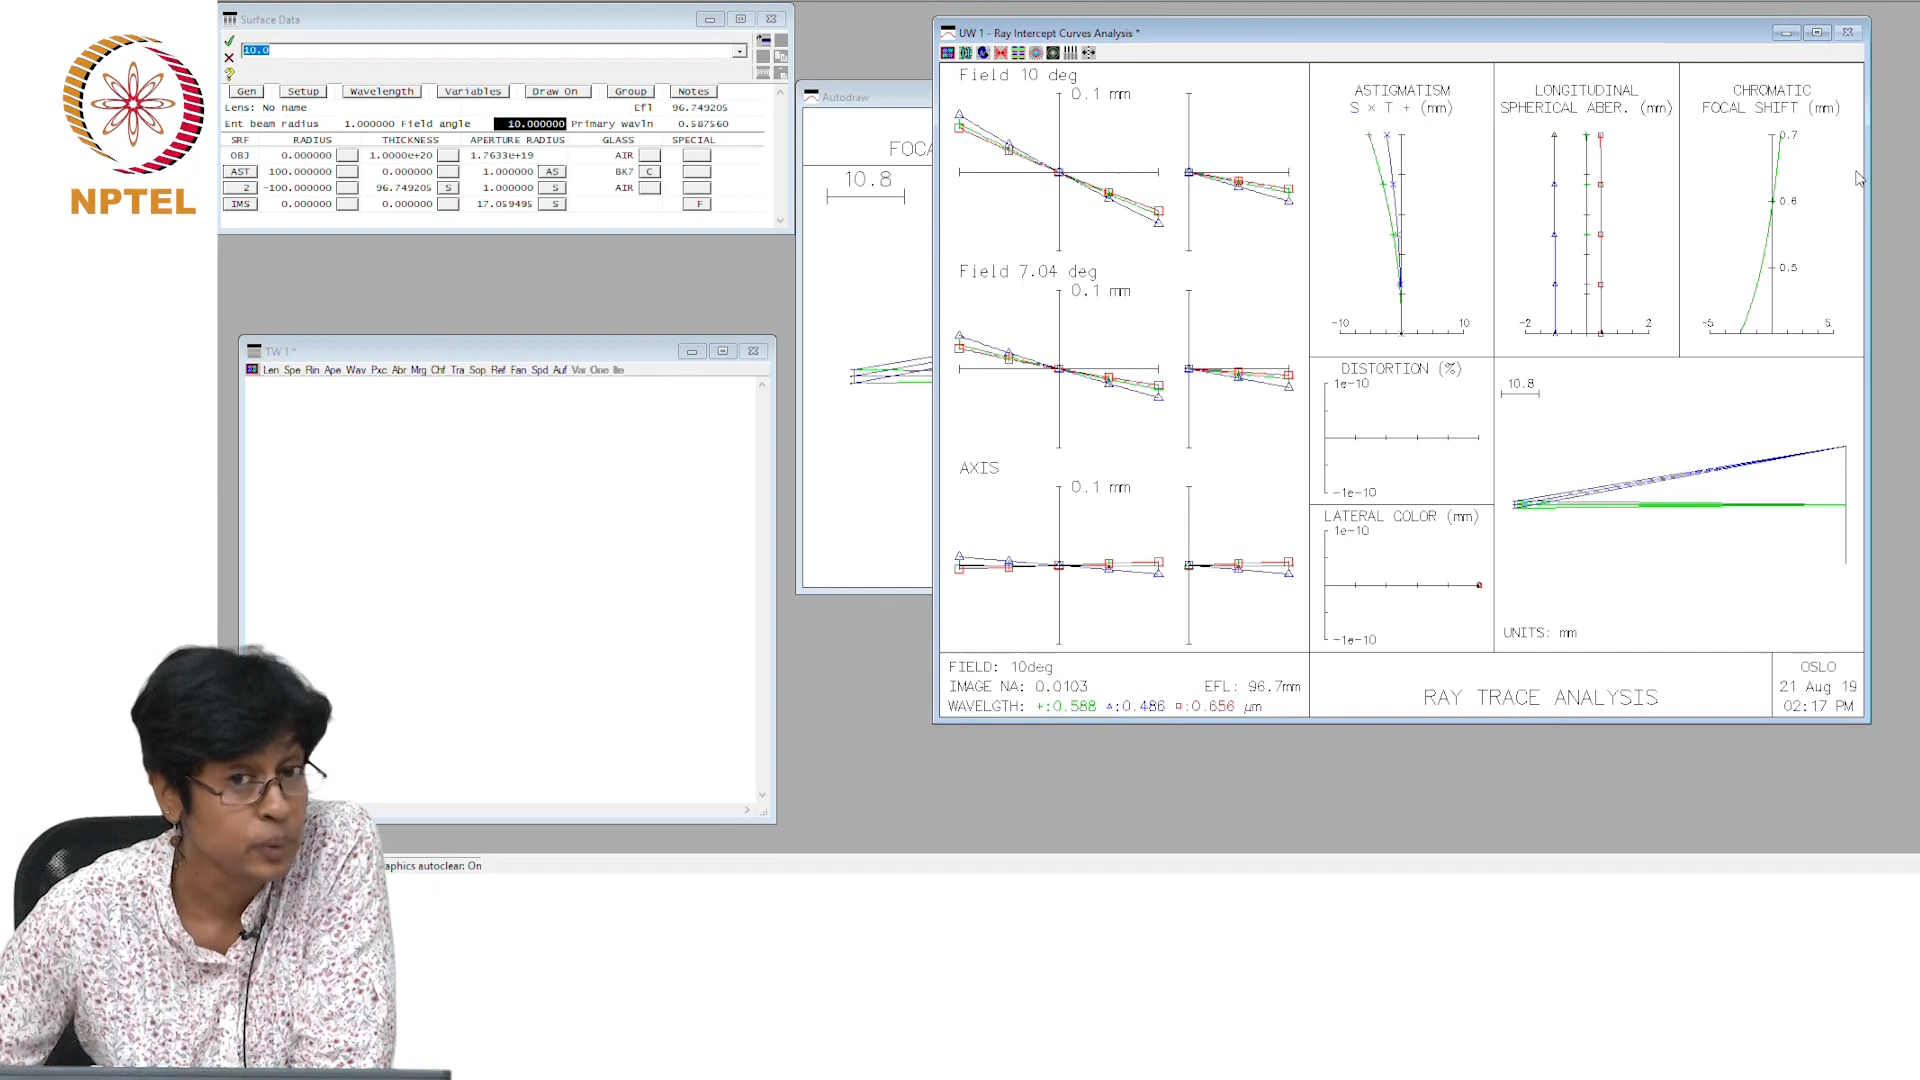 NPTEL
Surface Data
10.0
Gen Setup Wavelength Variables Draw On Group Notes
Lens: No name Efl 96.749205
Ent beam radius 1.000000 Field angle 10.000000 Primary wavln 0.587560
SRF RADIUS THICKNESS APERTURE RADIUS GLASS SPECIAL
OBJ 0.000000 1.0000e+20 1.7633e+19 AIR
AST 100.000000 0.000000 1.000000 AS BK7 C
2 -100.000000 96.749205 S 1.000000 S AIR
IMS 0.000000 0.000000 17.059495 S F
TW 1 *
Len Spe Rin Ape Wav Pxc Abr Mrg Chf Tra Sop Ref Fan Spd Auf Var Ope Ite
aphics autoclear: On
Autodraw
FOCA
10.8
UW 1 - Ray Intercept Curves Analysis *
Field 10 deg
0.1 mm
Field 7.04 deg
0.1 mm
AXIS
0.1 mm
ASTIGMATISM
S × T + (mm)
-10 10
LONGITUDINAL
SPHERICAL ABER. (mm)
-2 2
CHROMATIC
FOCAL SHIFT (mm)
0.7
0.6
0.5
-5 5
DISTORTION (%)
1e-10
-1e-10
LATERAL COLOR (mm)
1e-10
-1e-10
10.8
UNITS: mm
FIELD: 10deg
IMAGE NA: 0.0103 EFL: 96.7mm
WAVELGTH: +:0.588 △:0.486 □:0.656 µm
RAY TRACE ANALYSIS
OSLO
21 Aug 19
02:17 PM